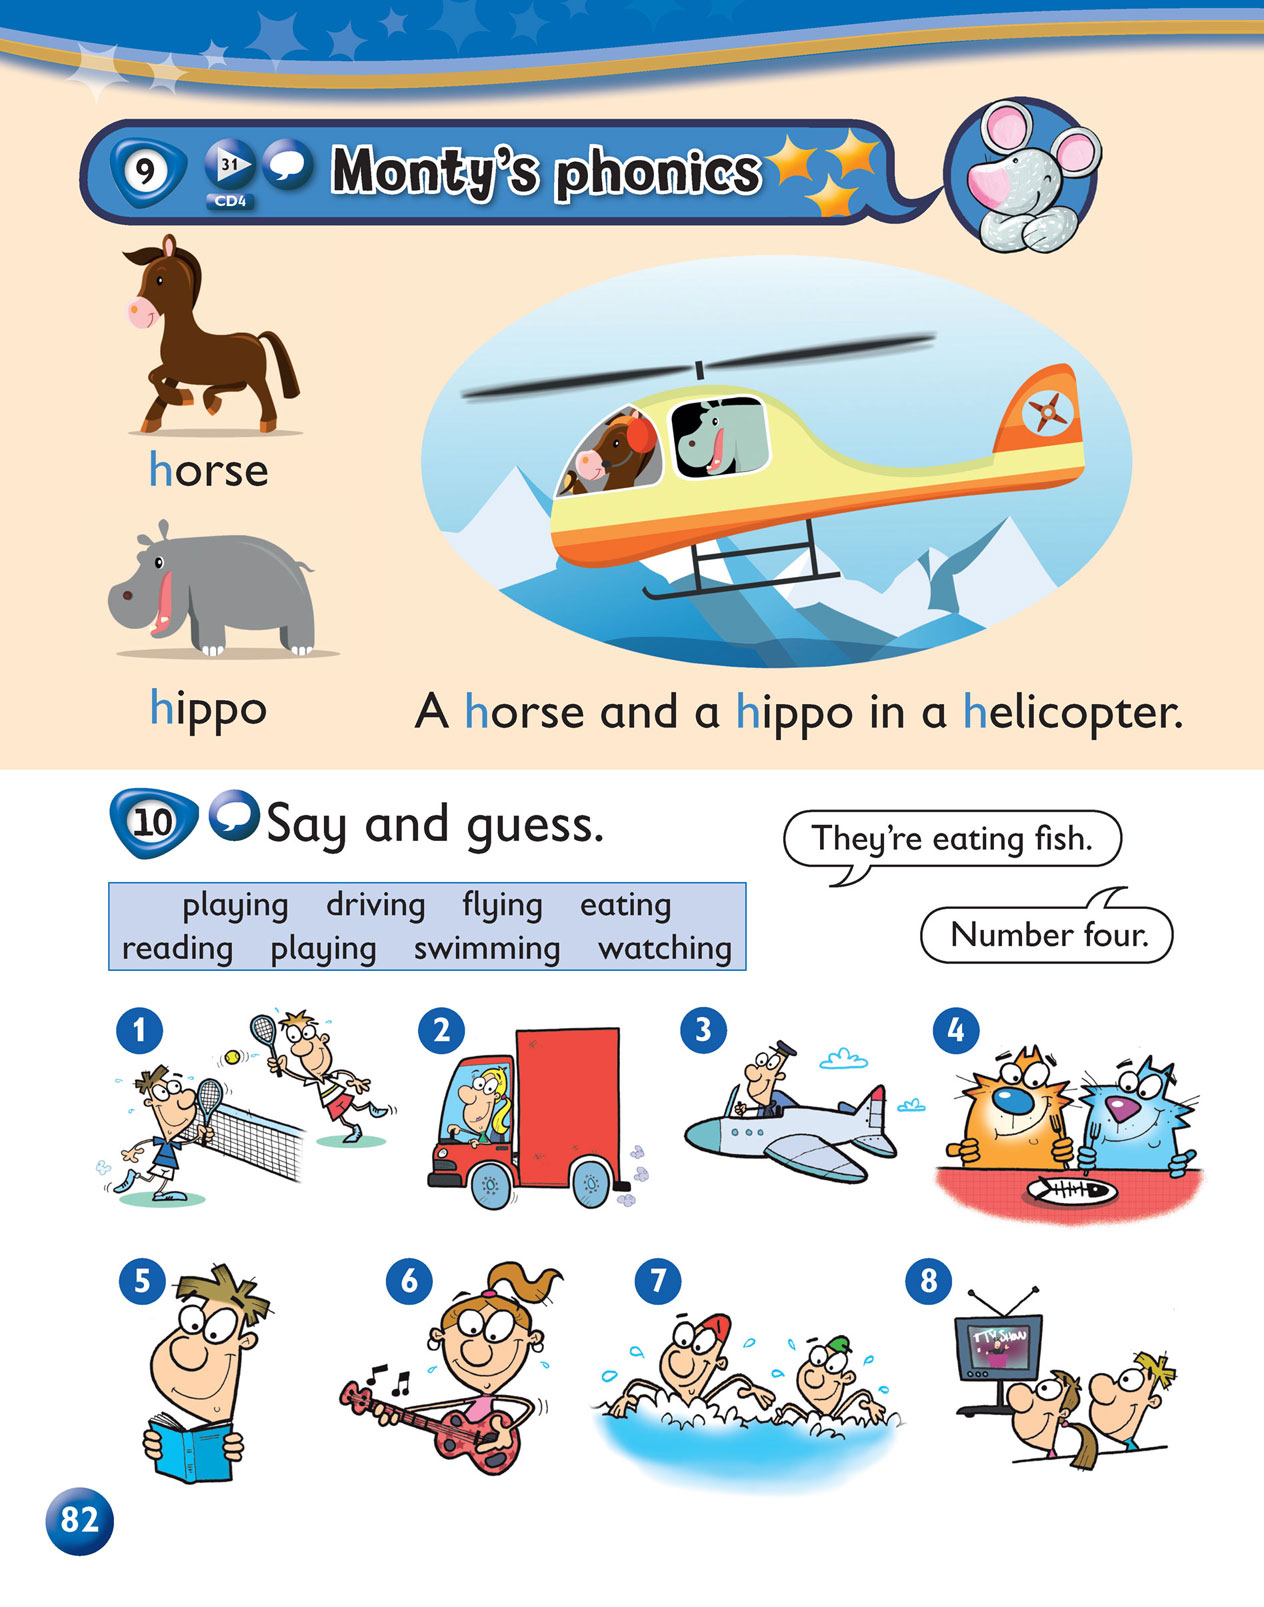 9 31 CD4 Monty's phonics
horse
hippo
A horse and a hippo in a helicopter.
10 Say and guess.
They're eating fish.
Number four.
playing driving flying eating
reading playing swimming watching
1 2 3 4
5 6 7 8
TTV SHOW
82